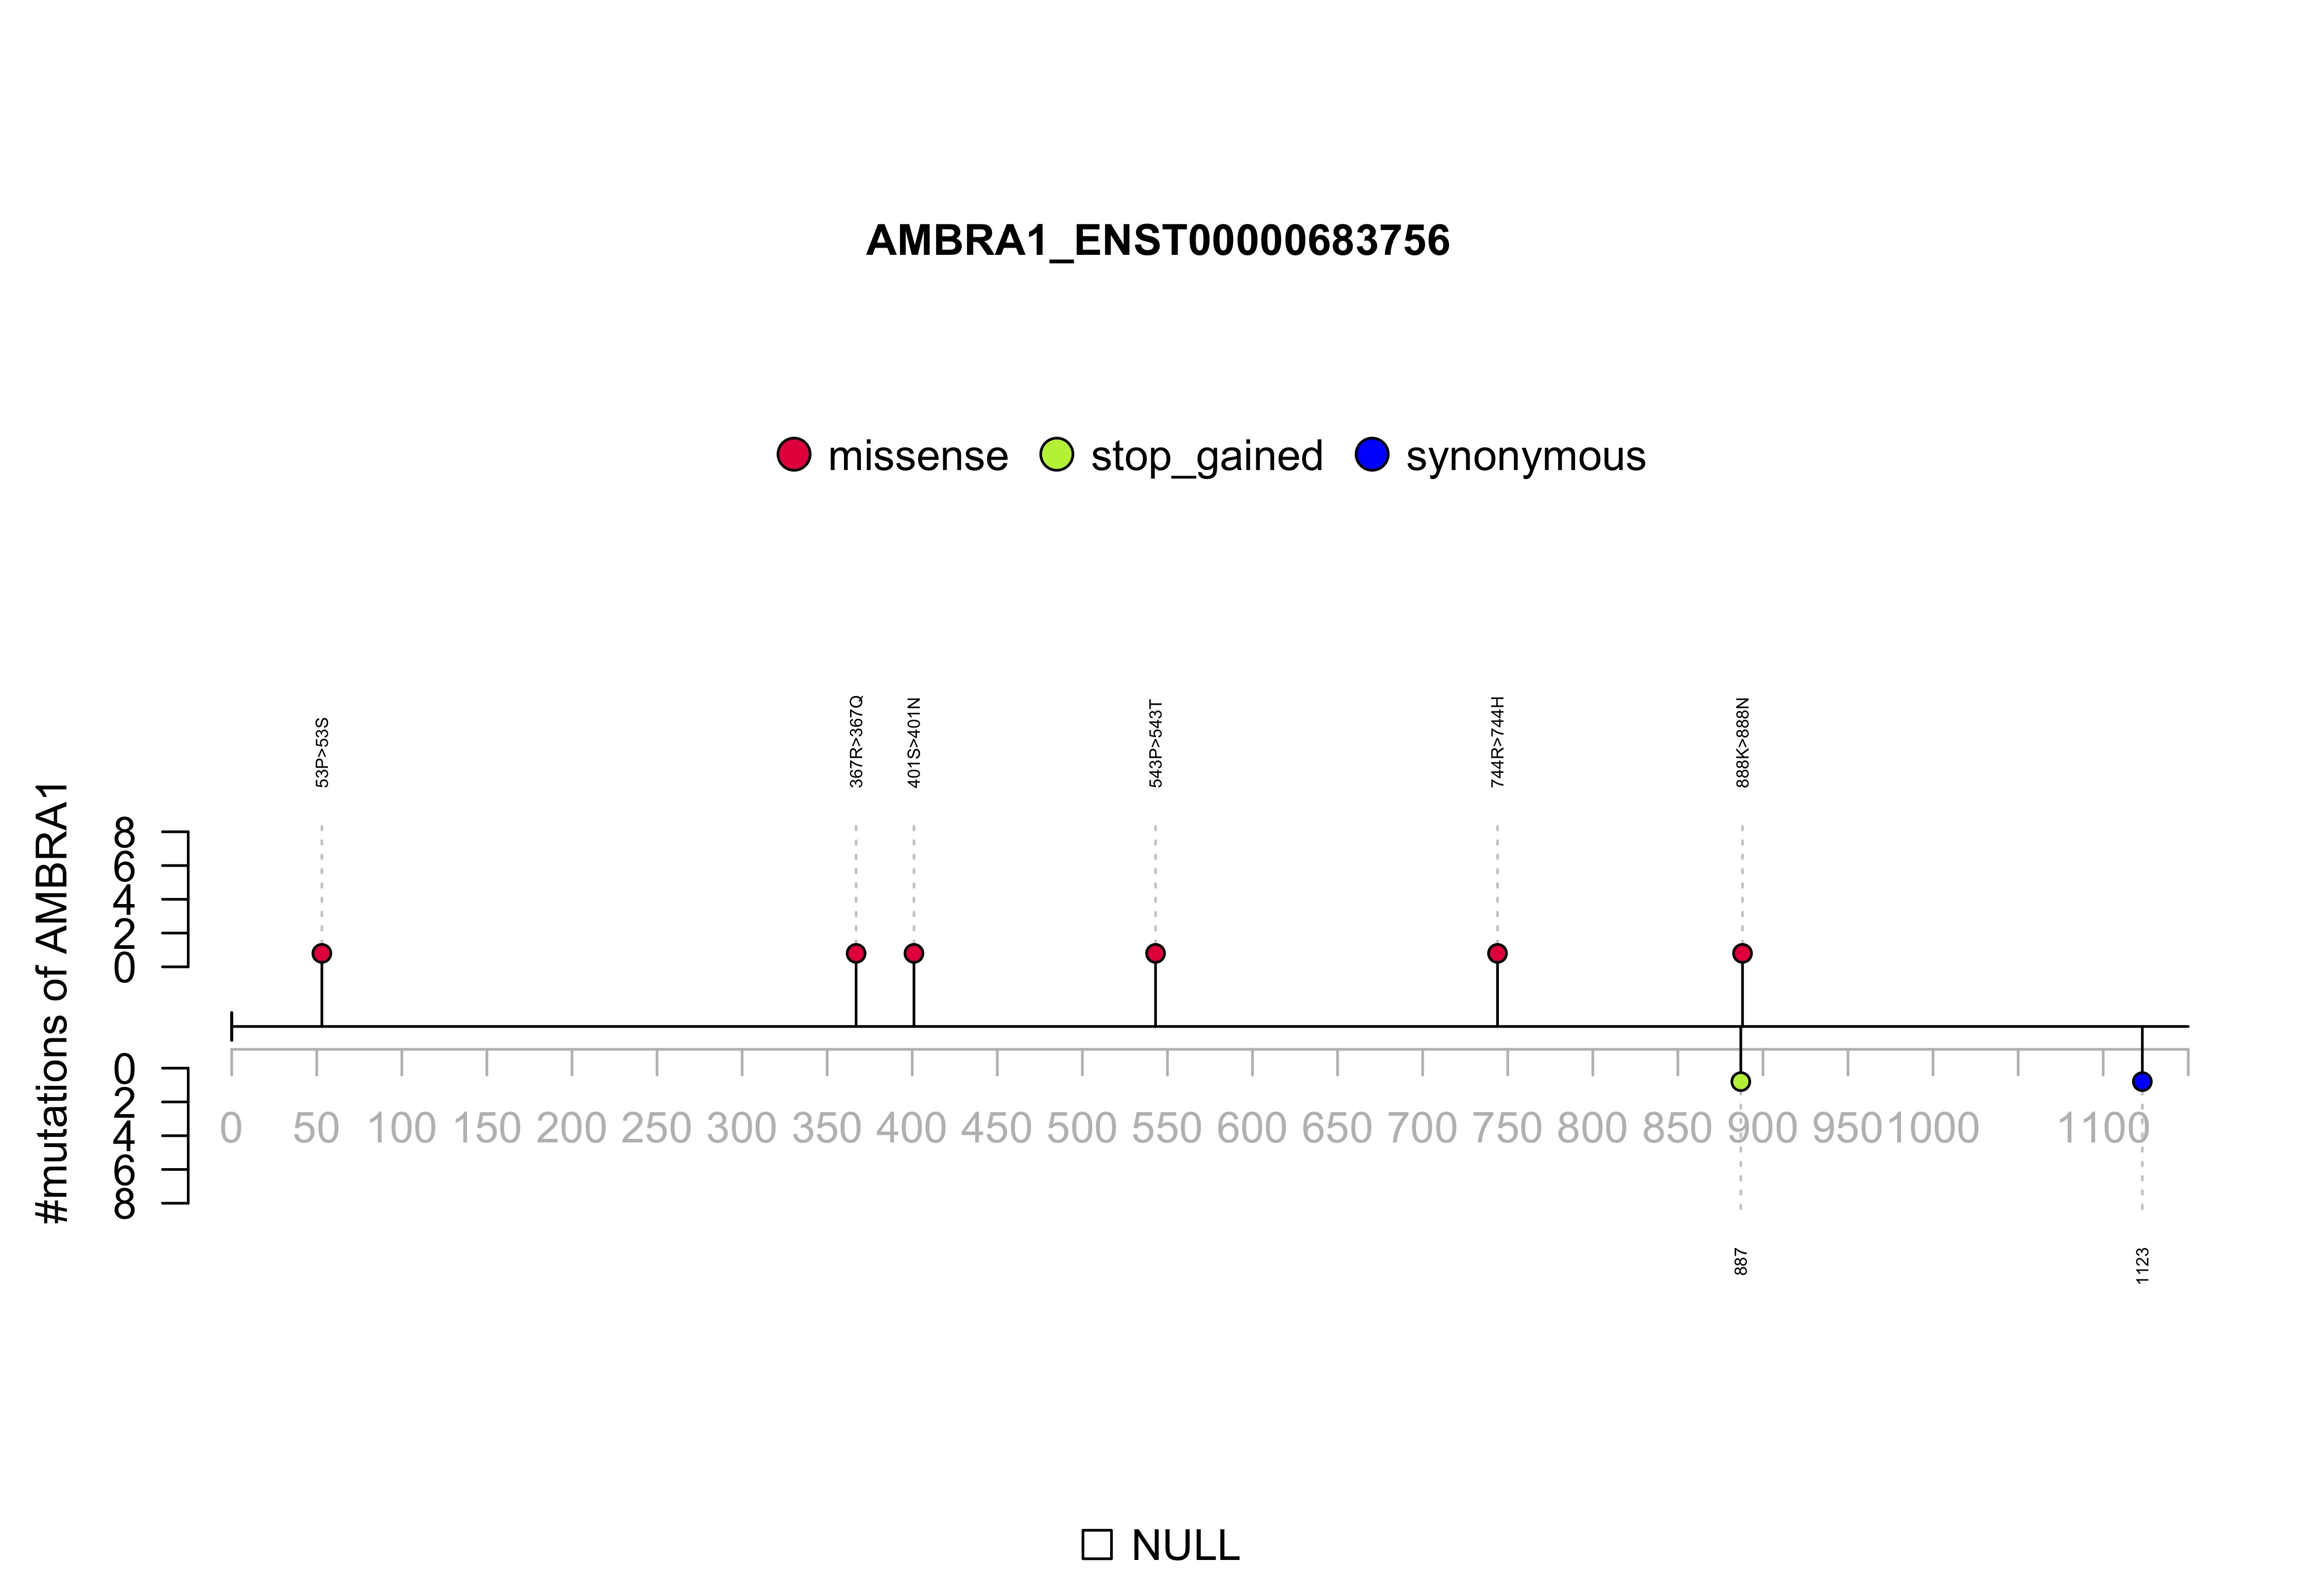 AMBRA1_ENST00000683756
missense stop_gained synonymous
53P>53S 367R>367Q 401S>401N 543P>543T 744R>744H 888K>888N
#mutations of AMBRA1
8
6
4
2
0
0
2
4
6
8
0 50 100 150 200 250 300 350 400 450 500 550 600 650 700 750 800 850 900 950 1000 1100
887 1123
NULL